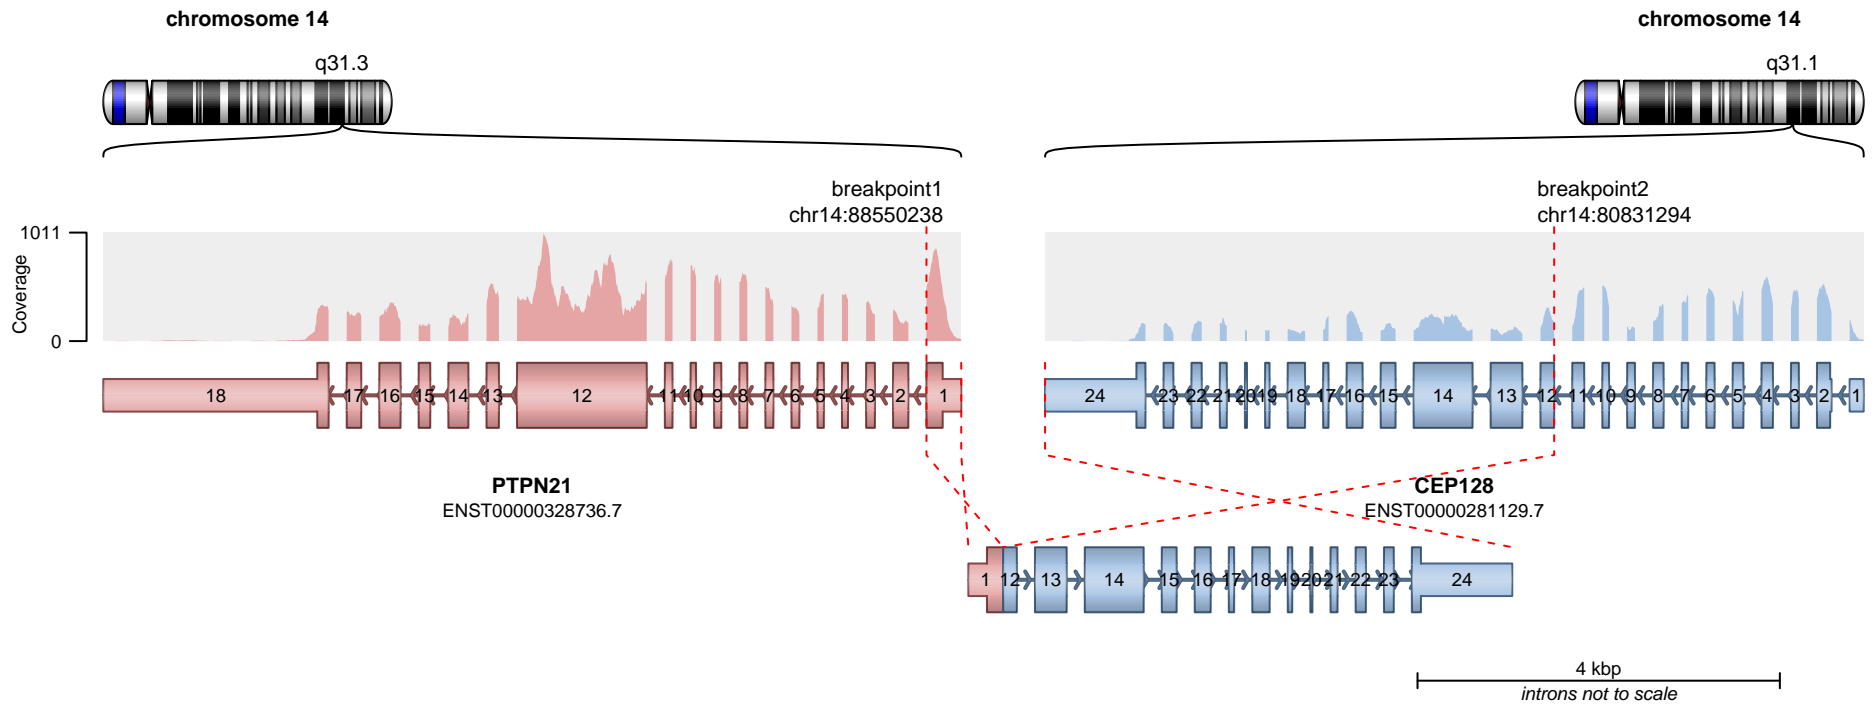 chromosome 14
chromosome 14
q31.3
q31.1
breakpoint1
chr14:88550238
breakpoint2
chr14:80831294
1011
Coverage
0
18 17 16 15 14 13 12 11 10 9 8 7 6 5 4 3 2 1
24 23 22 21 20 19 18 17 16 15 14 13 12 11 10 9 8 7 6 5 4 3 2 1
PTPN21
ENST00000328736.7
CEP128
ENST00000281129.7
1 12 13 14 15 16 17 18 19 20 21 22 23 24
4 kbp
introns not to scale